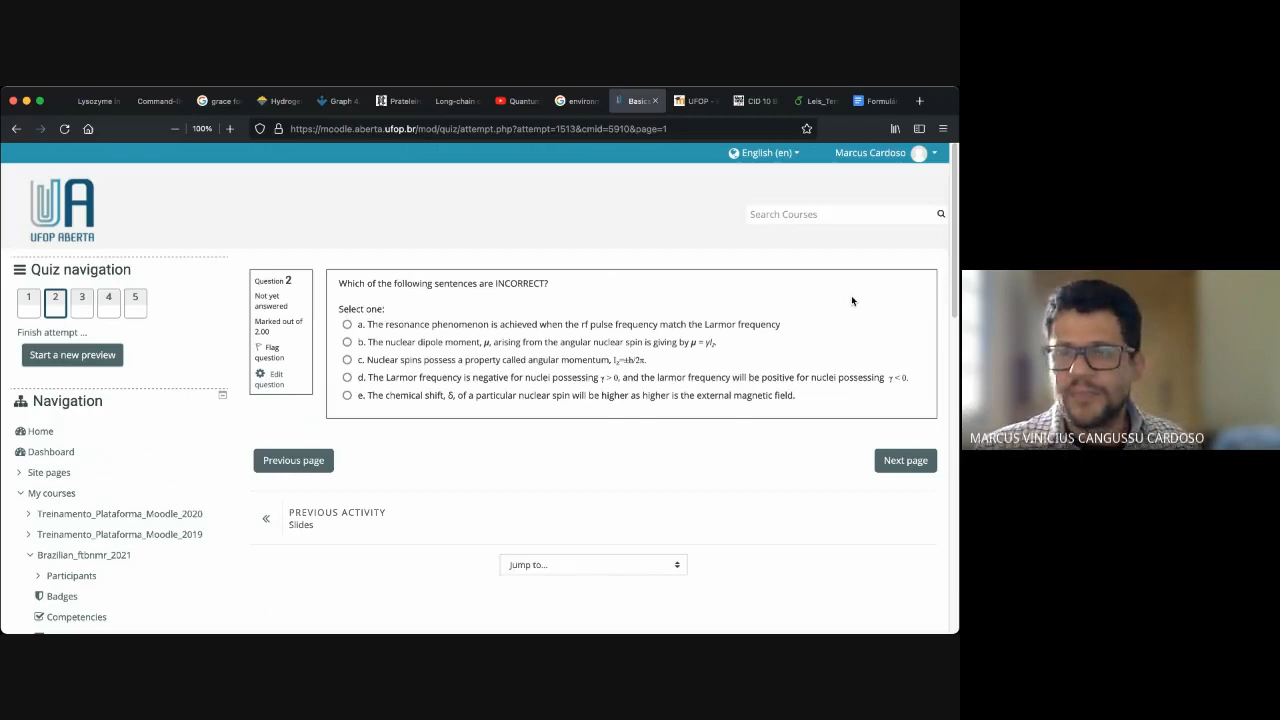 Lysozyme in
Command-li
grace fo
Hydroge
Graph 4.
Pratelein
Long-chain c
Quantum
environm
Basics
UFOP -
CID 10 B
Leis_Ter
Formulá
100%
https://moodle.aberta.ufop.br/mod/quiz/attempt.php?attempt=1513&cmid=5910&page=1
English (en)
Marcus Cardoso
UFOP ABERTA
Search Courses
Quiz navigation
1 2 3 4 5
Finish attempt ...
Start a new preview
Question 2
Not yet
answered
Marked out of
2.00
Flag
question
Edit
question
Which of the following sentences are INCORRECT?
Select one:
a. The resonance phenomenon is achieved when the rf pulse frequency match the Larmor frequency
b. The nuclear dipole moment, μ, arising from the angular nuclear spin is giving by μ = γIz.
c. Nuclear spins possess a property called angular momentum, Iz=±h/2π.
d. The Larmor frequency is negative for nuclei possessing γ > 0, and the larmor frequency will be positive for nuclei possessing γ < 0.
e. The chemical shift, δ, of a particular nuclear spin will be higher as higher is the external magnetic field.
Previous page
Next page
PREVIOUS ACTIVITY
Slides
Jump to...
Navigation
Home
Dashboard
Site pages
My courses
Treinamento_Plataforma_Moodle_2020
Treinamento_Plataforma_Moodle_2019
Brazilian_ftbnmr_2021
Participants
Badges
Competencies
MARCUS VINICIUS CANGUSSU CARDOSO